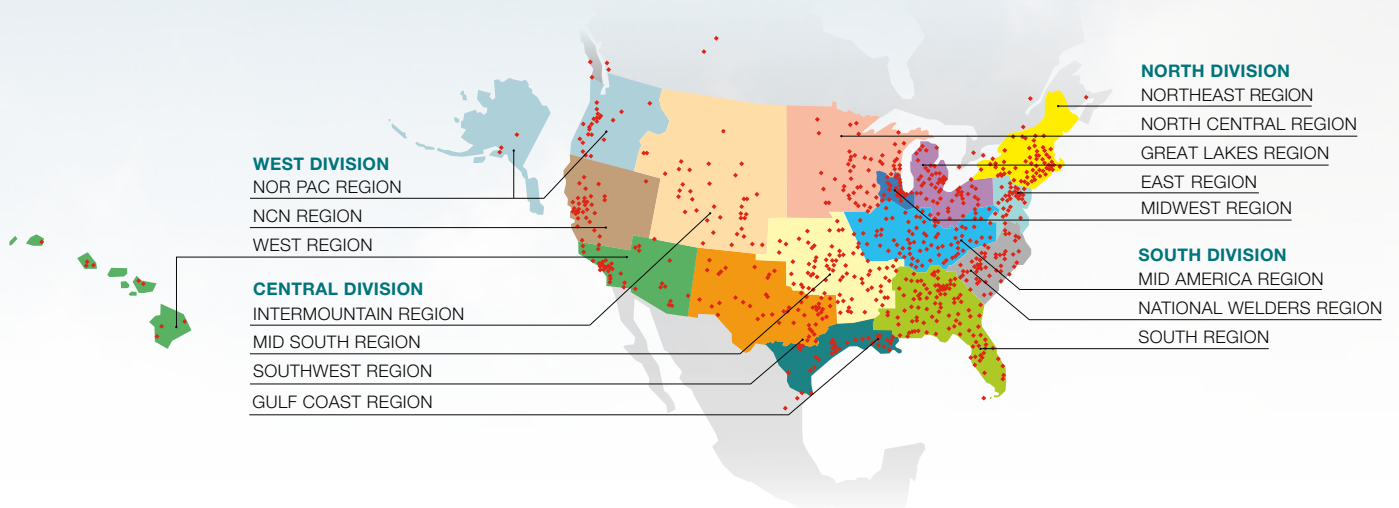 WEST DIVISION
NOR PAC REGION
NCN REGION
WEST REGION
CENTRAL DIVISION
INTERMOUNTAIN REGION
MID SOUTH REGION
SOUTHWEST REGION
GULF COAST REGION
NORTH DIVISION
NORTHEAST REGION
NORTH CENTRAL REGION
GREAT LAKES REGION
EAST REGION
MIDWEST REGION
SOUTH DIVISION
MID AMERICA REGION
NATIONAL WELDERS REGION
SOUTH REGION